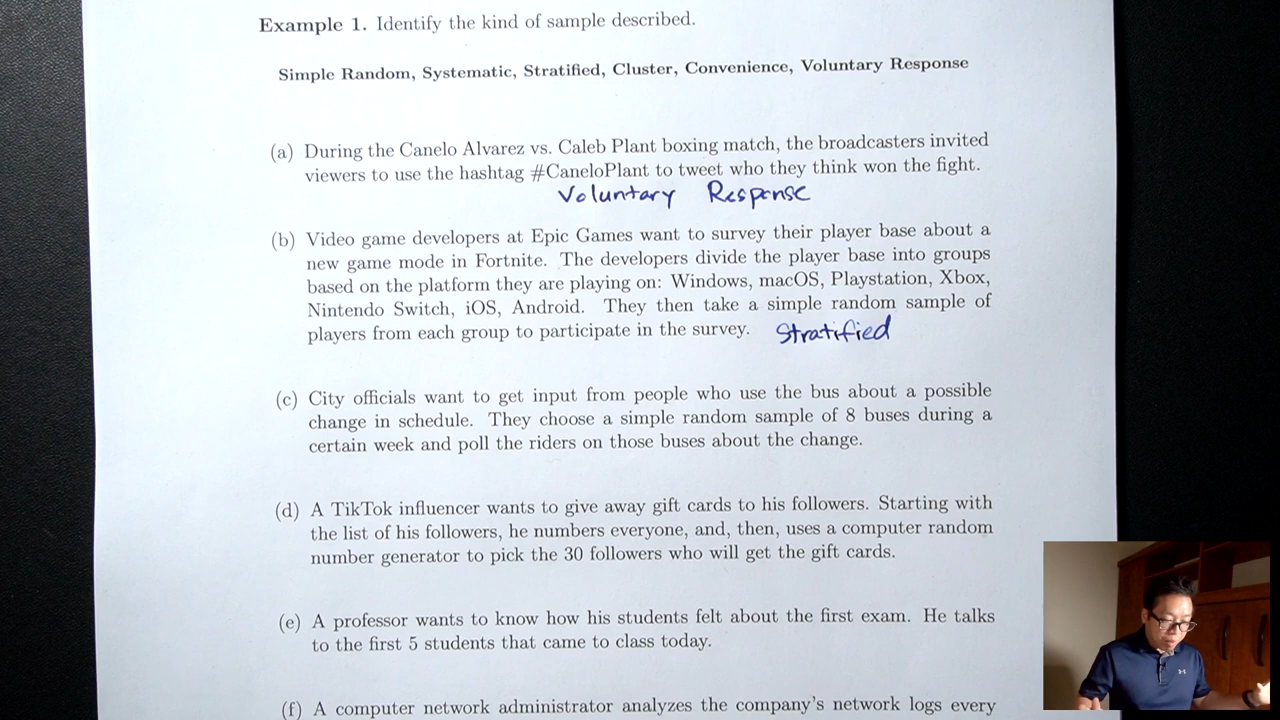 Example 1. Identify the kind of sample described.
Simple Random, Systematic, Stratified, Cluster, Convenience, Voluntary Response
(a) During the Canelo Alvarez vs. Caleb Plant boxing match, the broadcasters invited
viewers to use the hashtag #CaneloPlant to tweet who they think won the fight.
Voluntary Response
(b) Video game developers at Epic Games want to survey their player base about a
new game mode in Fortnite. The developers divide the player base into groups
based on the platform they are playing on: Windows, macOS, Playstation, Xbox,
Nintendo Switch, iOS, Android. They then take a simple random sample of
players from each group to participate in the survey. Stratified
(c) City officials want to get input from people who use the bus about a possible
change in schedule. They choose a simple random sample of 8 buses during a
certain week and poll the riders on those buses about the change.
(d) A TikTok influencer wants to give away gift cards to his followers. Starting with
the list of his followers, he numbers everyone, and, then, uses a computer random
number generator to pick the 30 followers who will get the gift cards.
(e) A professor wants to know how his students felt about the first exam. He talks
to the first 5 students that came to class today.
(f) A computer network administrator analyzes the company's network logs every